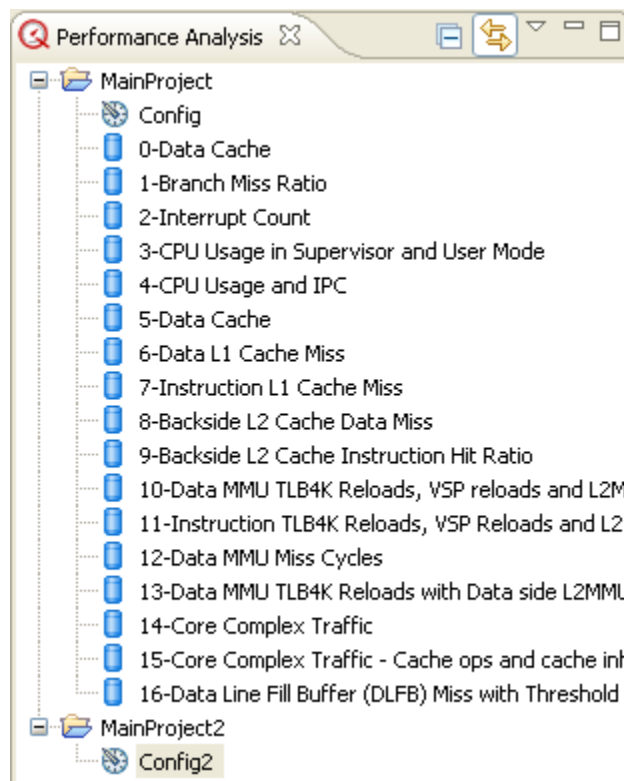 Performance Analysis
MainProject
Config
0-Data Cache
1-Branch Miss Ratio
2-Interrupt Count
3-CPU Usage in Supervisor and User Mode
4-CPU Usage and IPC
5-Data Cache
6-Data L1 Cache Miss
7-Instruction L1 Cache Miss
8-Backside L2 Cache Data Miss
9-Backside L2 Cache Instruction Hit Ratio
10-Data MMU TLB4K Reloads, VSP reloads and L2M
11-Instruction TLB4K Reloads, VSP Reloads and L2
12-Data MMU Miss Cycles
13-Data MMU TLB4K Reloads with Data side L2MMU
14-Core Complex Traffic
15-Core Complex Traffic - Cache ops and cache inh
16-Data Line Fill Buffer (DLFB) Miss with Threshold
MainProject2
Config2